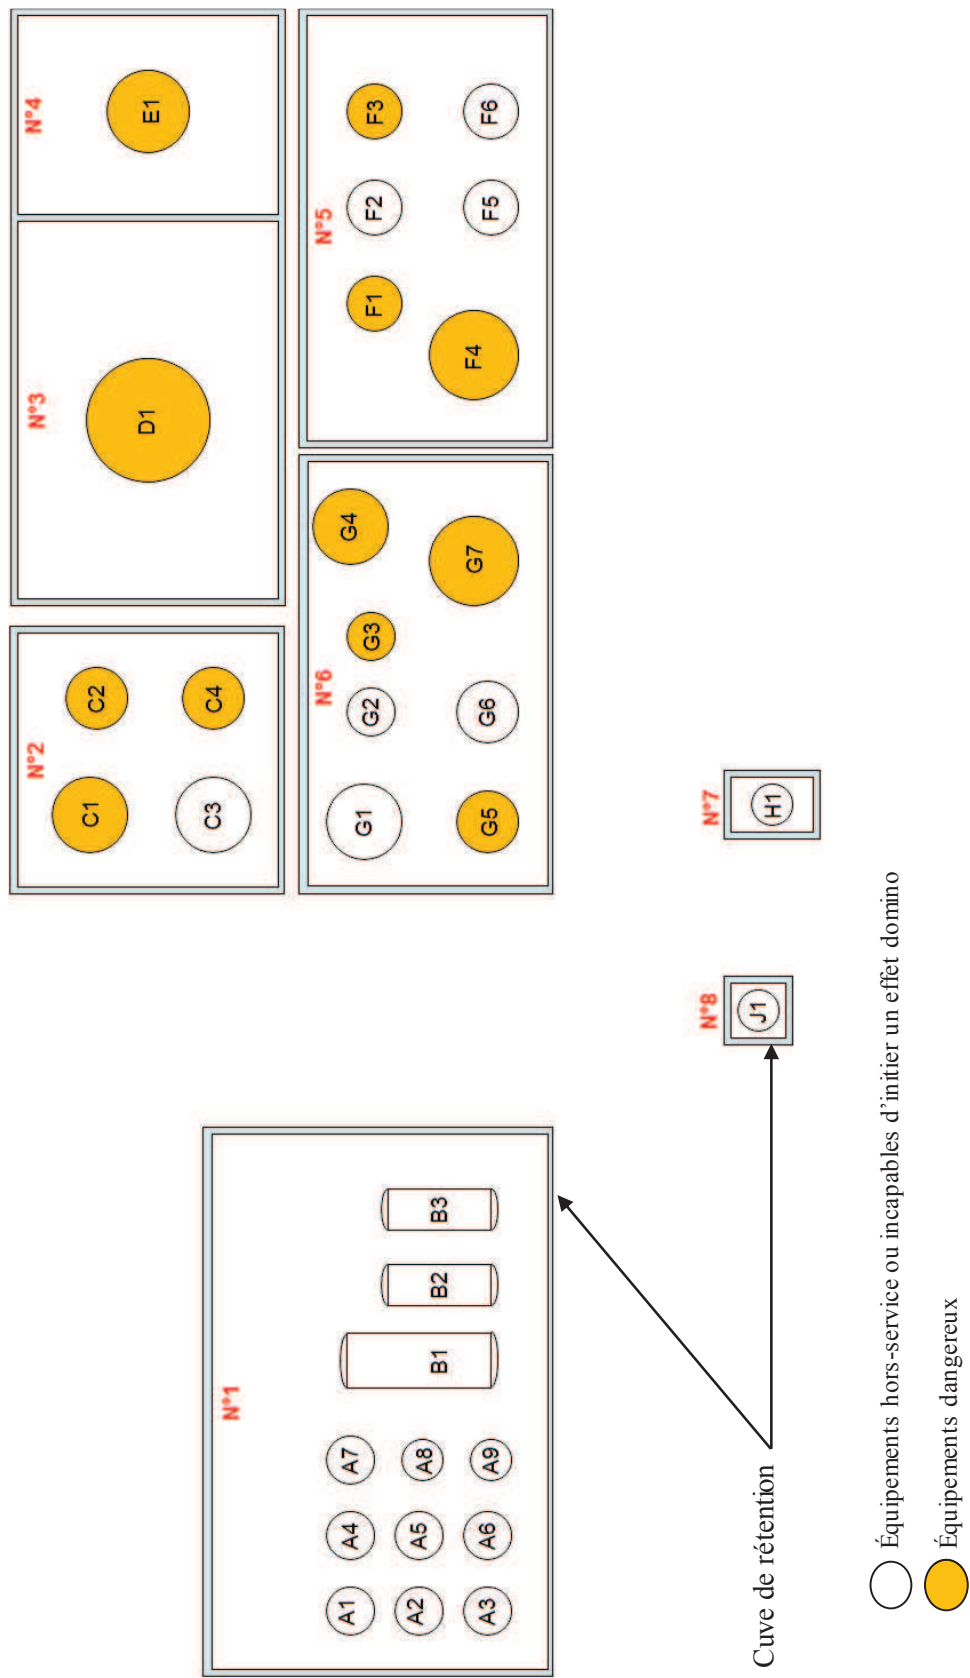 N°1
A1 A4 A7
A2 A5 A8
A3 A6 A9
B1 B2 B3
N°2
C1 C2
C3 C4
N°3
D1
N°4
E1
N°6
G1 G2 G3 G4
G5 G6 G7
N°5
F1 F2 F3
F4 F5 F6
N°8
J1
N°7
H1
Cuve de rétention
Équipements hors-service ou incapables d’initier un effet domino
Équipements dangereux